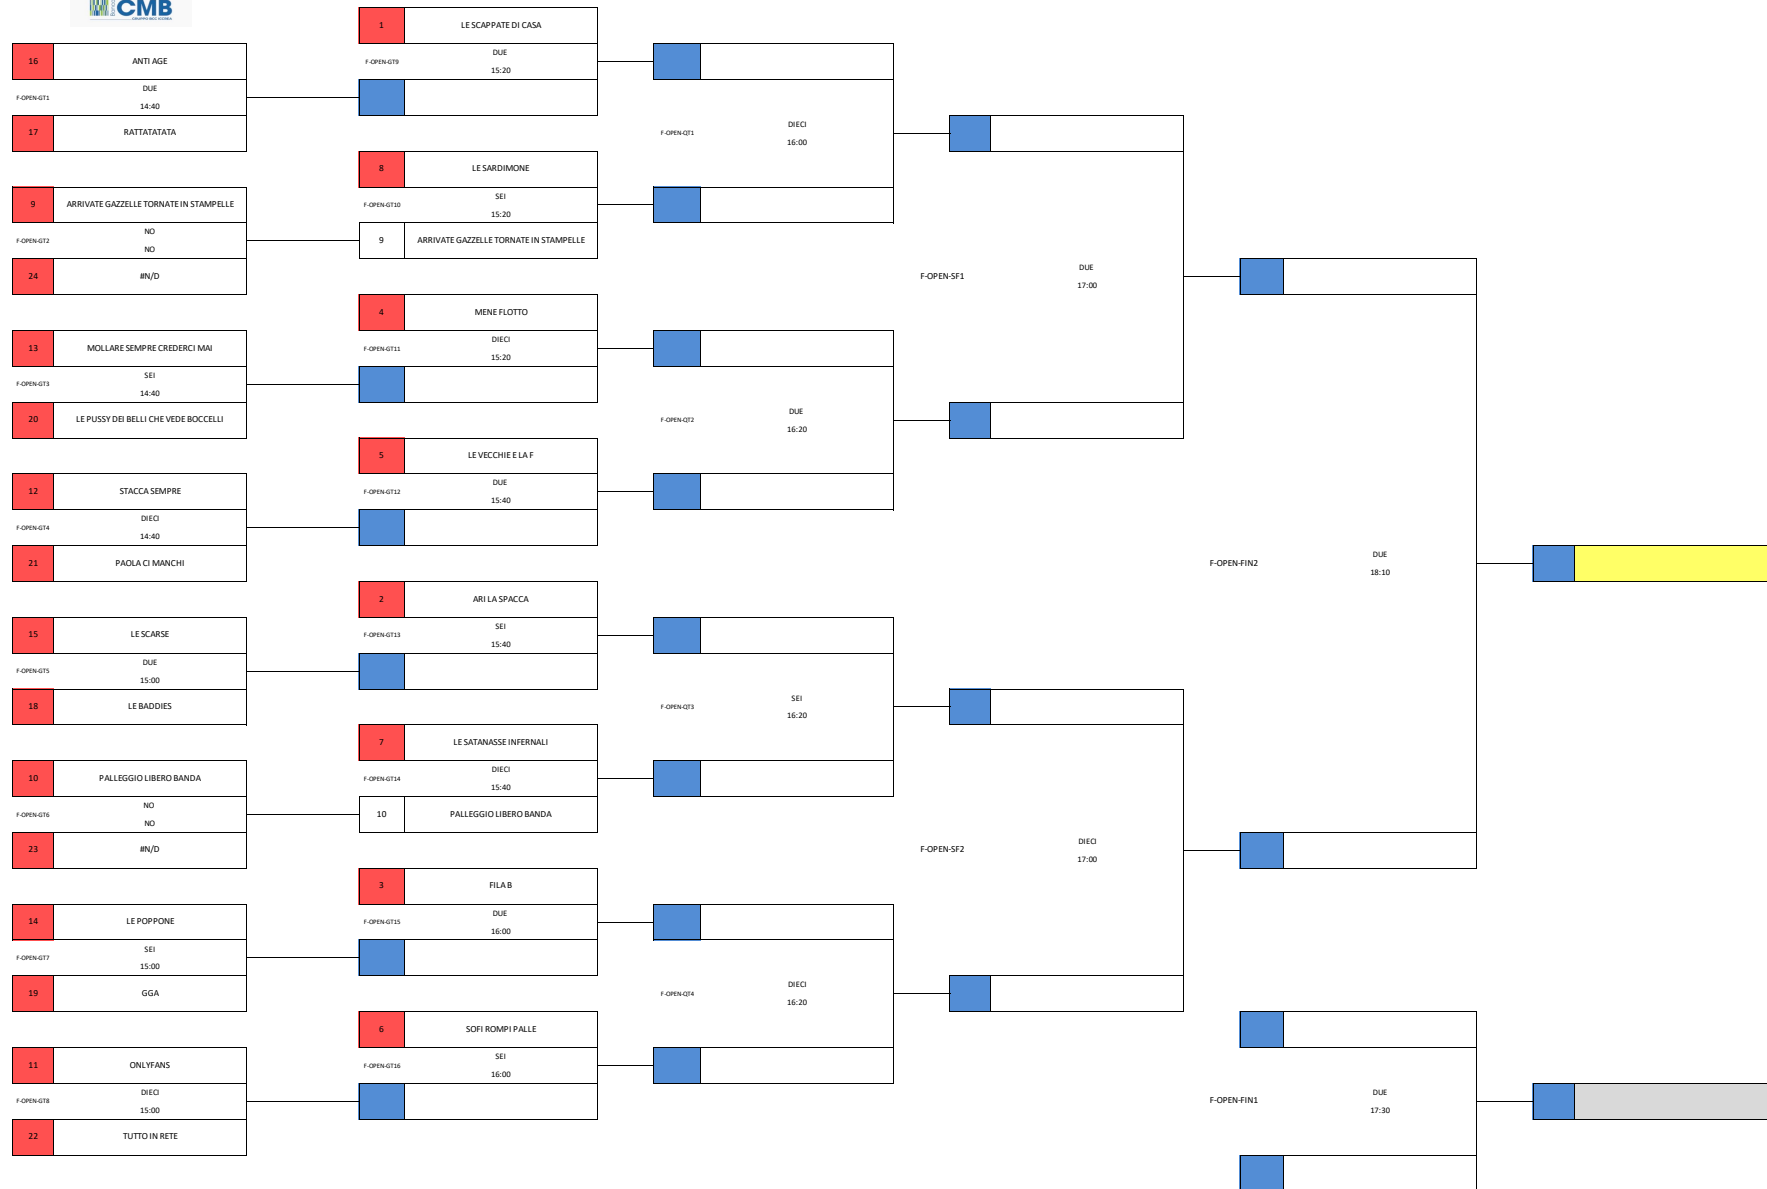 CMB
16 ANTI AGE
F-OPEN-GT1
DUE
14:40
17 RATTATATATA
9 ARRIVATE GAZZELLE TORNATE IN STAMPELLE
F-OPEN-GT2
NO
NO
24 #N/D
13 MOLLARE SEMPRE CREDERCI MAI
F-OPEN-GT3
SEI
14:40
20 LE PUSSY DEI BELLI CHE VEDE BOCCELLI
12 STACCA SEMPRE
F-OPEN-GT4
DIECI
14:40
21 PAOLA CI MANCHI
15 LE SCARSE
F-OPEN-GT5
DUE
15:00
18 LE BADDIES
10 PALLEGGIO LIBERO BANDA
F-OPEN-GT6
NO
NO
23 #N/D
14 LE POPPONE
F-OPEN-GT7
SEI
15:00
19 GGA
11 ONLYFANS
F-OPEN-GT8
DIECI
15:00
22 TUTTO IN RETE
1 LE SCAPPATE DI CASA
F-OPEN-GT9
DUE
15:20
8 LE SARDIMONE
F-OPEN-GT10
SEI
15:20
9 ARRIVATE GAZZELLE TORNATE IN STAMPELLE
4 MENE FLOTTO
F-OPEN-GT11
DIECI
15:20
5 LE VECCHIE E LA F
F-OPEN-GT12
DUE
15:40
2 ARI LA SPACCA
F-OPEN-GT13
SEI
15:40
7 LE SATANASSE INFERNALI
F-OPEN-GT14
DIECI
15:40
10 PALLEGGIO LIBERO BANDA
3 FILA B
F-OPEN-GT15
DUE
16:00
6 SOFI ROMPI PALLE
F-OPEN-GT16
SEI
16:00
F-OPEN-QT1
DIECI
16:00
F-OPEN-QT2
DUE
16:20
F-OPEN-QT3
SEI
16:20
F-OPEN-QT4
DIECI
16:20
F-OPEN-SF1
DUE
17:00
F-OPEN-SF2
DIECI
17:00
F-OPEN-FIN2
DUE
18:10
F-OPEN-FIN1
DUE
17:30